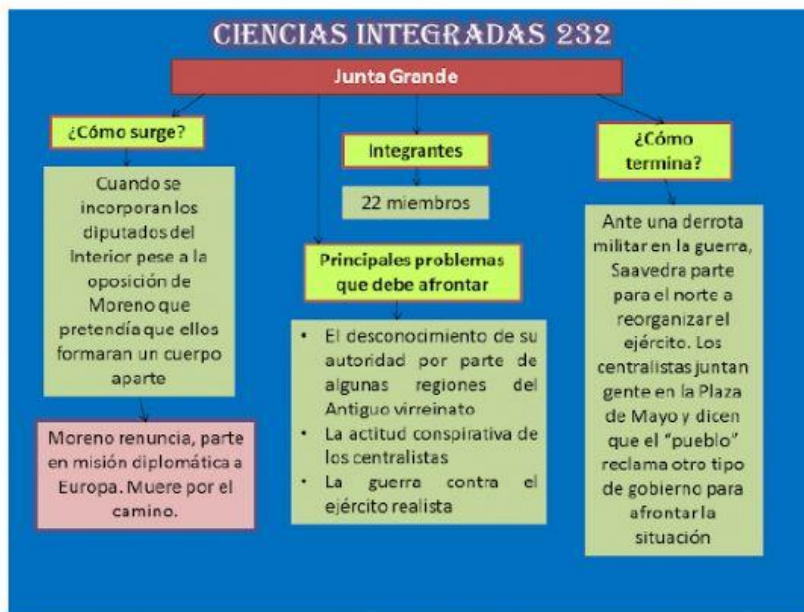 CIENCIAS INTEGRADAS 232
Junta Grande
¿Cómo surge?
Cuando se
incorporan los
diputados del
Interior pese a la
oposición de
Moreno que
pretendía que ellos
formaran un cuerpo
aparte
Moreno renuncia, parte
en misión diplomática a
Europa. Muere por el
camino.
Integrantes
22 miembros
Principales problemas
que debe afrontar
• El desconocimiento de su
autoridad por parte de
algunas regiones del
Antiguo virreinato
• La actitud conspirativa de
los centralistas
• La guerra contra el
ejército realista
¿Cómo
termina?
Ante una derrota
militar en la guerra,
Saavedra parte
para el norte a
reorganizar el
ejército. Los
centralistas juntan
gente en la Plaza
de Mayo y dicen
que el “pueblo”
reclama otro tipo
de gobierno para
afrontar la
situación